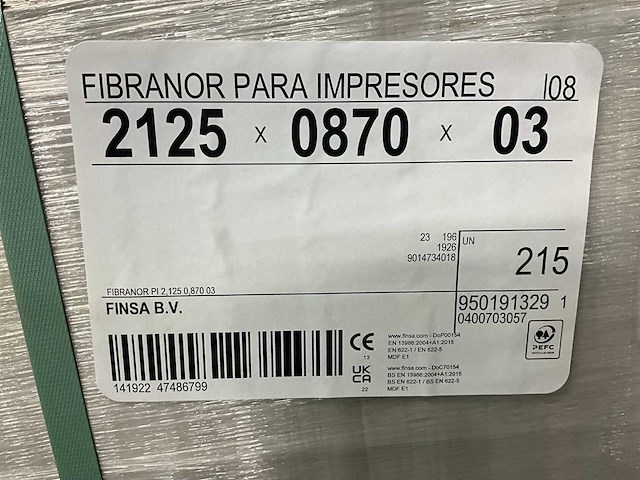 FIBRANOR PARA IMPRESORES I08
2125 x 0870 x 03
23 196
1926
9014734018
UN
215
FIBRANOR PI 2,125 0,870 03
FINSA B.V.
950191329 1
0400703057
141922 47486799
CE
13
UK
CA
22
www.finsa.com - DoP00154
EN 13986:2004+A1:2015
EN 622-1 / EN 622-5
MDF E1
www.finsa.com - DoC70154
BS EN 13986:2004+A1:2015
BS EN 622-1 / BS EN 622-5
MDF E1
PEFC